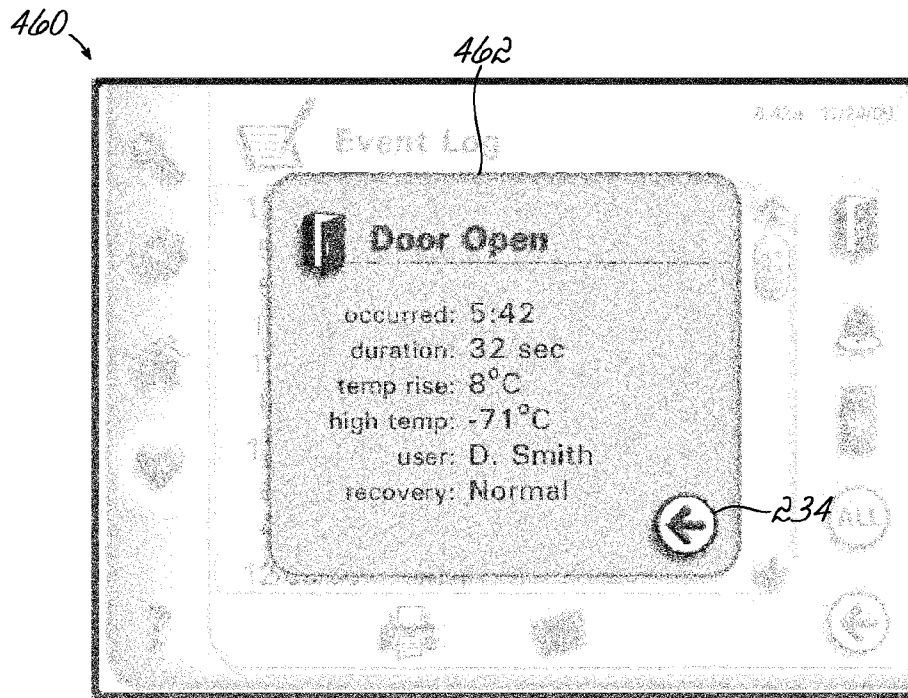 460
462
Event Log
Door Open
occurred: 5:42
duration: 32 sec
temp rise: 8°C
high temp: -71°C
user: D. Smith
recovery: Normal
234
ALL